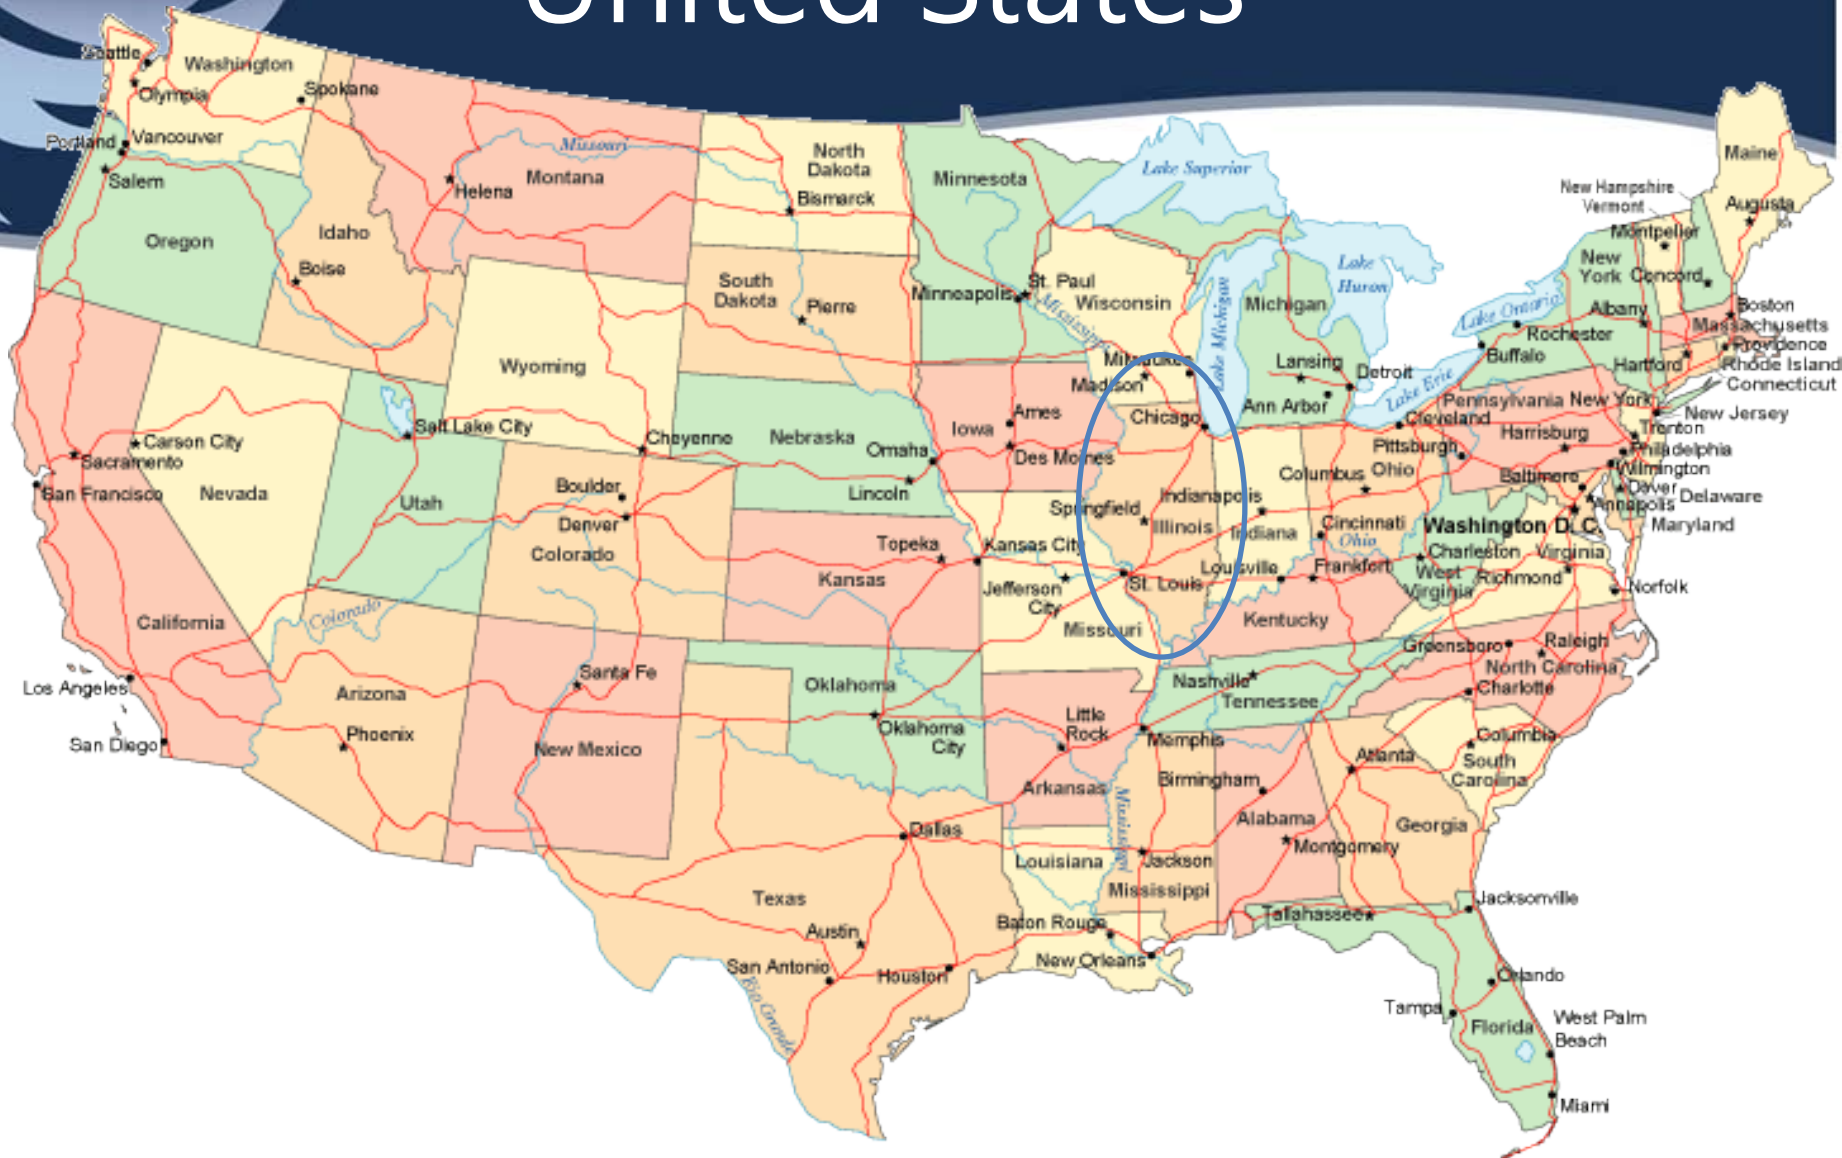 United States
Seattle
Washington
Olympia
Spokane
Portland
Vancouver
Salem
Oregon
Idaho
Boise
Missouri
Helena
Montana
North
Dakota
Bismarck
South
Dakota
Pierre
Minnesota
Minneapolis
St. Paul
Mississippi
Wisconsin
Milwaukee
Madison
Lake Superior
Lake Michigan
Lake
Huron
Michigan
Lansing
Detroit
Ann Arbor
Lake Erie
Lake Ontario
Maine
Augusta
New Hampshire
Vermont
Montpelier
New
York
Concord
Albany
Rochester
Buffalo
Boston
Massachusetts
Providence
Rhode Island
Hartford
Connecticut
New York
New Jersey
Trenton
Pennsylvania
Harrisburg
Pittsburgh
Philadelphia
Wilmington
Baltimore
Dover
Delaware
Annapolis
Maryland
Washington D.C.
Wyoming
Cheyenne
Salt Lake City
Carson City
Sacramento
San Francisco
Nevada
Utah
California
Colorado
Los Angeles
San Diego
Boulder
Denver
Colorado
Nebraska
Omaha
Lincoln
Iowa
Ames
Des Moines
Chicago
Springfield
Illinois
Indianapolis
Indiana
Cleveland
Columbus
Ohio
Cincinnati
Ohio
Charleston
West
Virginia
Virginia
Richmond
Norfolk
Topeka
Kansas
Kansas City
Jefferson
City
Missouri
St. Louis
Louisville
Frankfort
Kentucky
Arizona
Phoenix
Santa Fe
New Mexico
Oklahoma
Oklahoma
City
Little
Rock
Arkansas
Nashville
Tennessee
Memphis
Greensboro
Raleigh
North Carolina
Charlotte
Columbia
South
Carolina
Atlanta
Georgia
Birmingham
Alabama
Montgomery
Mississippi
Jackson
Mississippi
Dallas
Texas
Austin
San Antonio
Houston
Rio Grande
Louisiana
Baton Rouge
New Orleans
Tallahassee
Jacksonville
Orlando
Tampa
Florida
West Palm
Beach
Miami